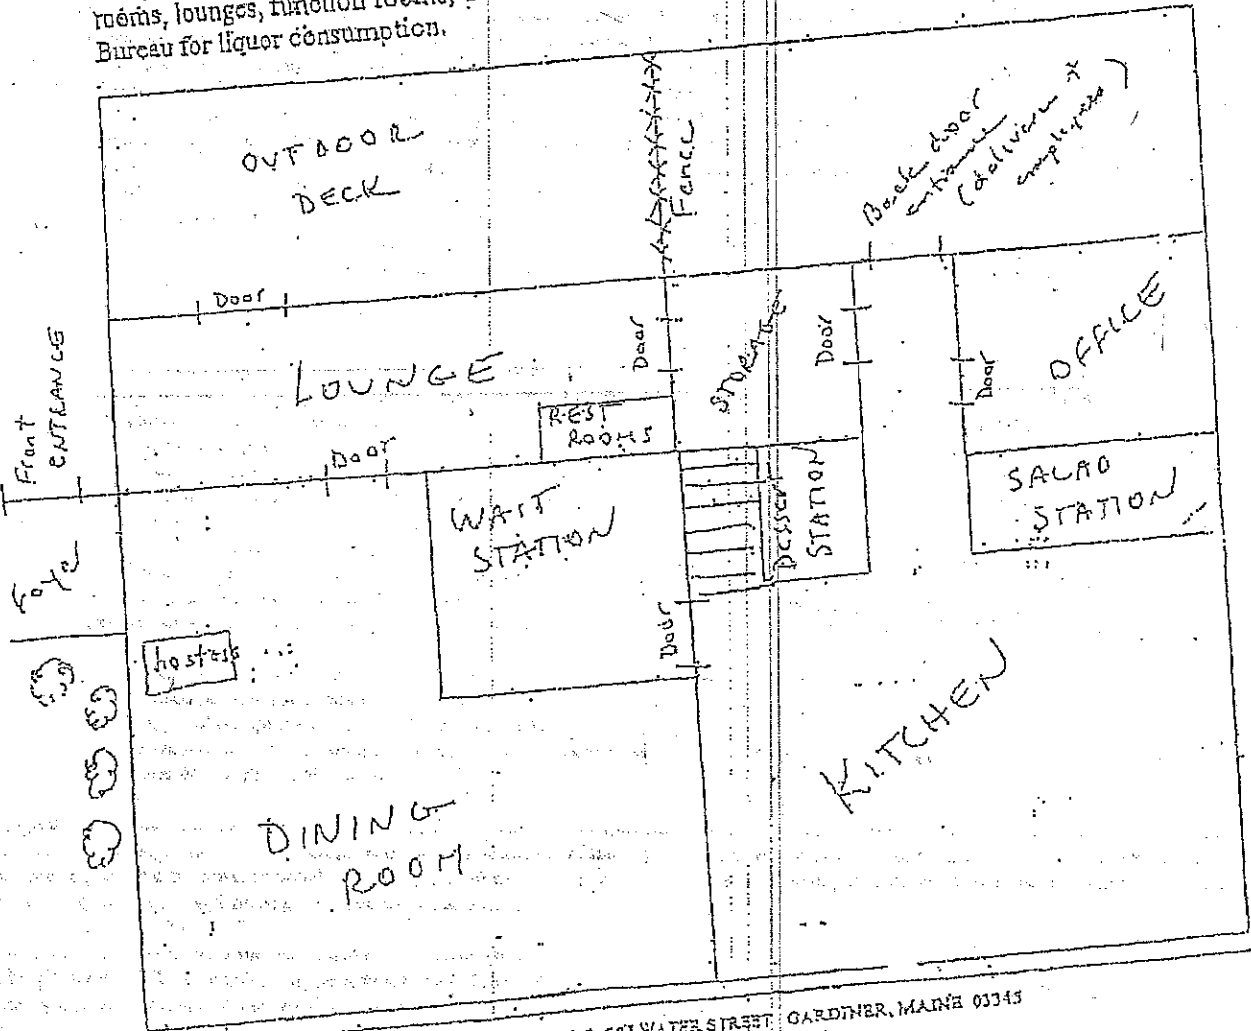 rooms, lounges, function rooms,
Bureau for liquor consumption.
OUTDOOR
DECK
Fence
Back door
entrance
(deliveries &
employees)
Door
Front
ENTRANCE
LOUNGE
Door
STORAGE
Door
Door
OFFICE
REST
ROOMS
Door
WAIT
STATION
DESSERT
STATION
SALAD
STATION
Foyer
hostess
Door
KITCHEN
DINING
ROOM
WATER STREET GARDINER, MAINE 03345